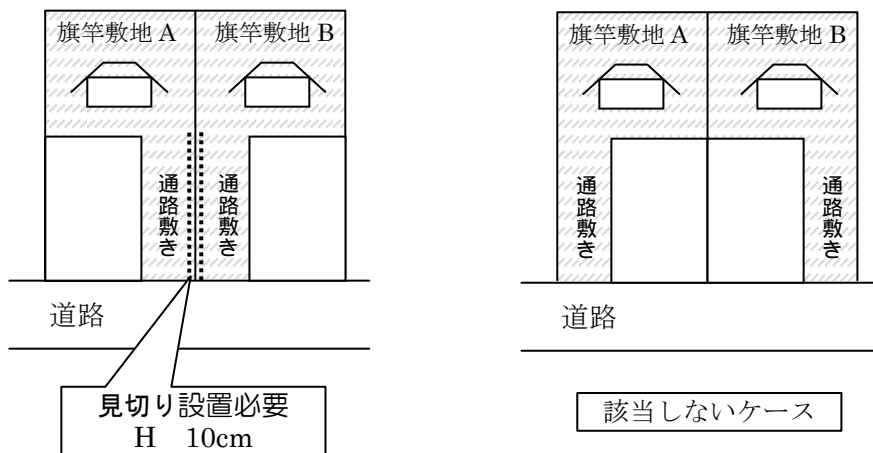 旗竿敷地 A
旗竿敷地 B
通路敷き
通路敷き
道路
見切り設置必要
H 10cm
旗竿敷地 A
旗竿敷地 B
通路敷き
通路敷き
道路
該当しないケース